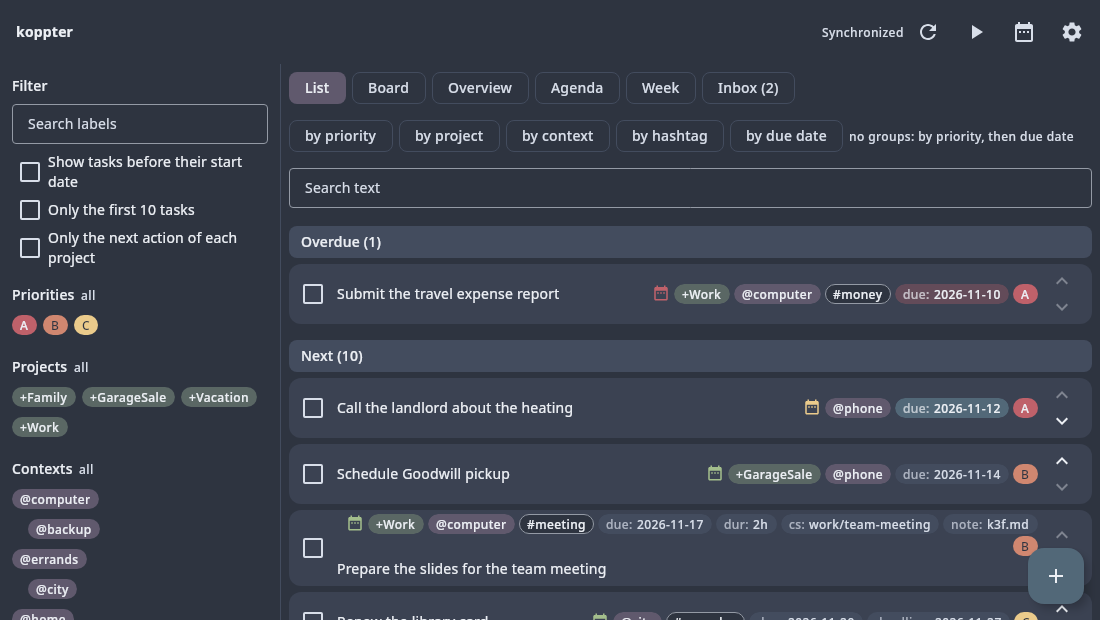 koppter
Synchronized
Filter
Search labels
Show tasks before their start
date
Only the first 10 tasks
Only the next action of each
project
Priorities all
A B C
Projects all
+Family +GarageSale +Vacation
+Work
Contexts all
@computer
@backup
@errands
@city
@home
List Board Overview Agenda Week Inbox (2)
by priority by project by context by hashtag by due date no groups: by priority, then due date
Search text
Overdue (1)
Submit the travel expense report +Work @computer #money due: 2026-11-10 A
Next (10)
Call the landlord about the heating @phone due: 2026-11-12 A
Schedule Goodwill pickup +GarageSale @phone due: 2026-11-14 B
+Work @computer #meeting due: 2026-11-17 dur: 2h cs: work/team-meeting note: k3f.md
B
Prepare the slides for the team meeting
+
Renew the library card